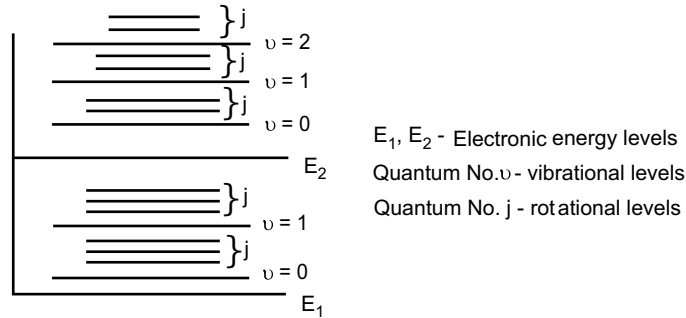 j
υ = 2
j
υ = 1
j
υ = 0
E₂
j
υ = 1
j
υ = 0
E₁
E₁, E₂ - Electronic energy levels
Quantum No.υ- vibrational levels
Quantum No. j - rotational levels